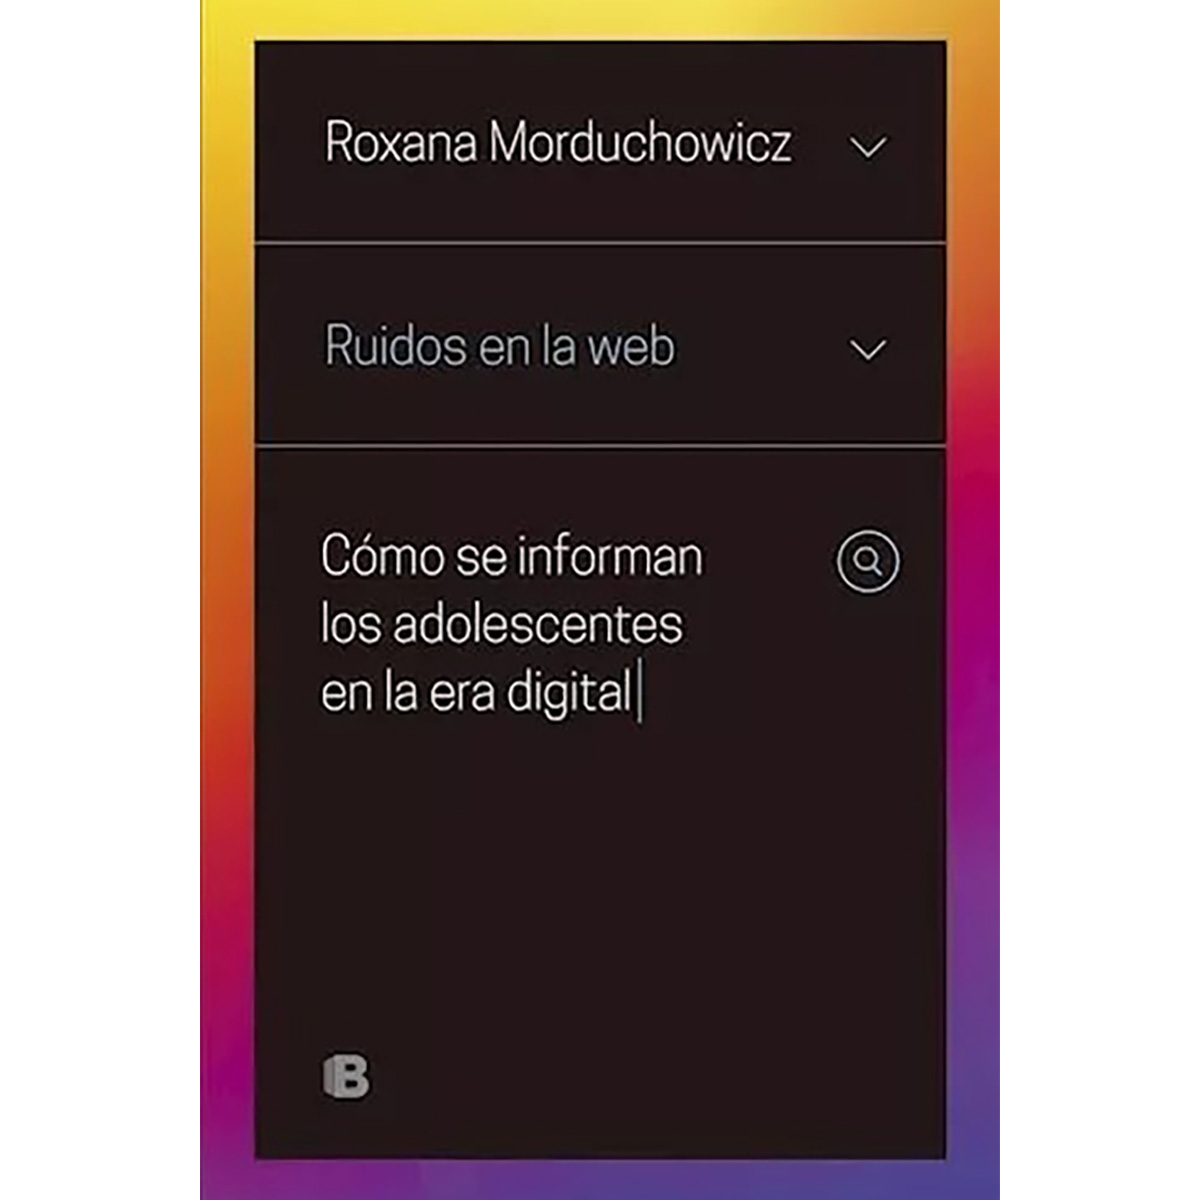 Roxana Morduchowicz
Ruidos en la web
Cómo se informan
los adolescentes
en la era digital
B